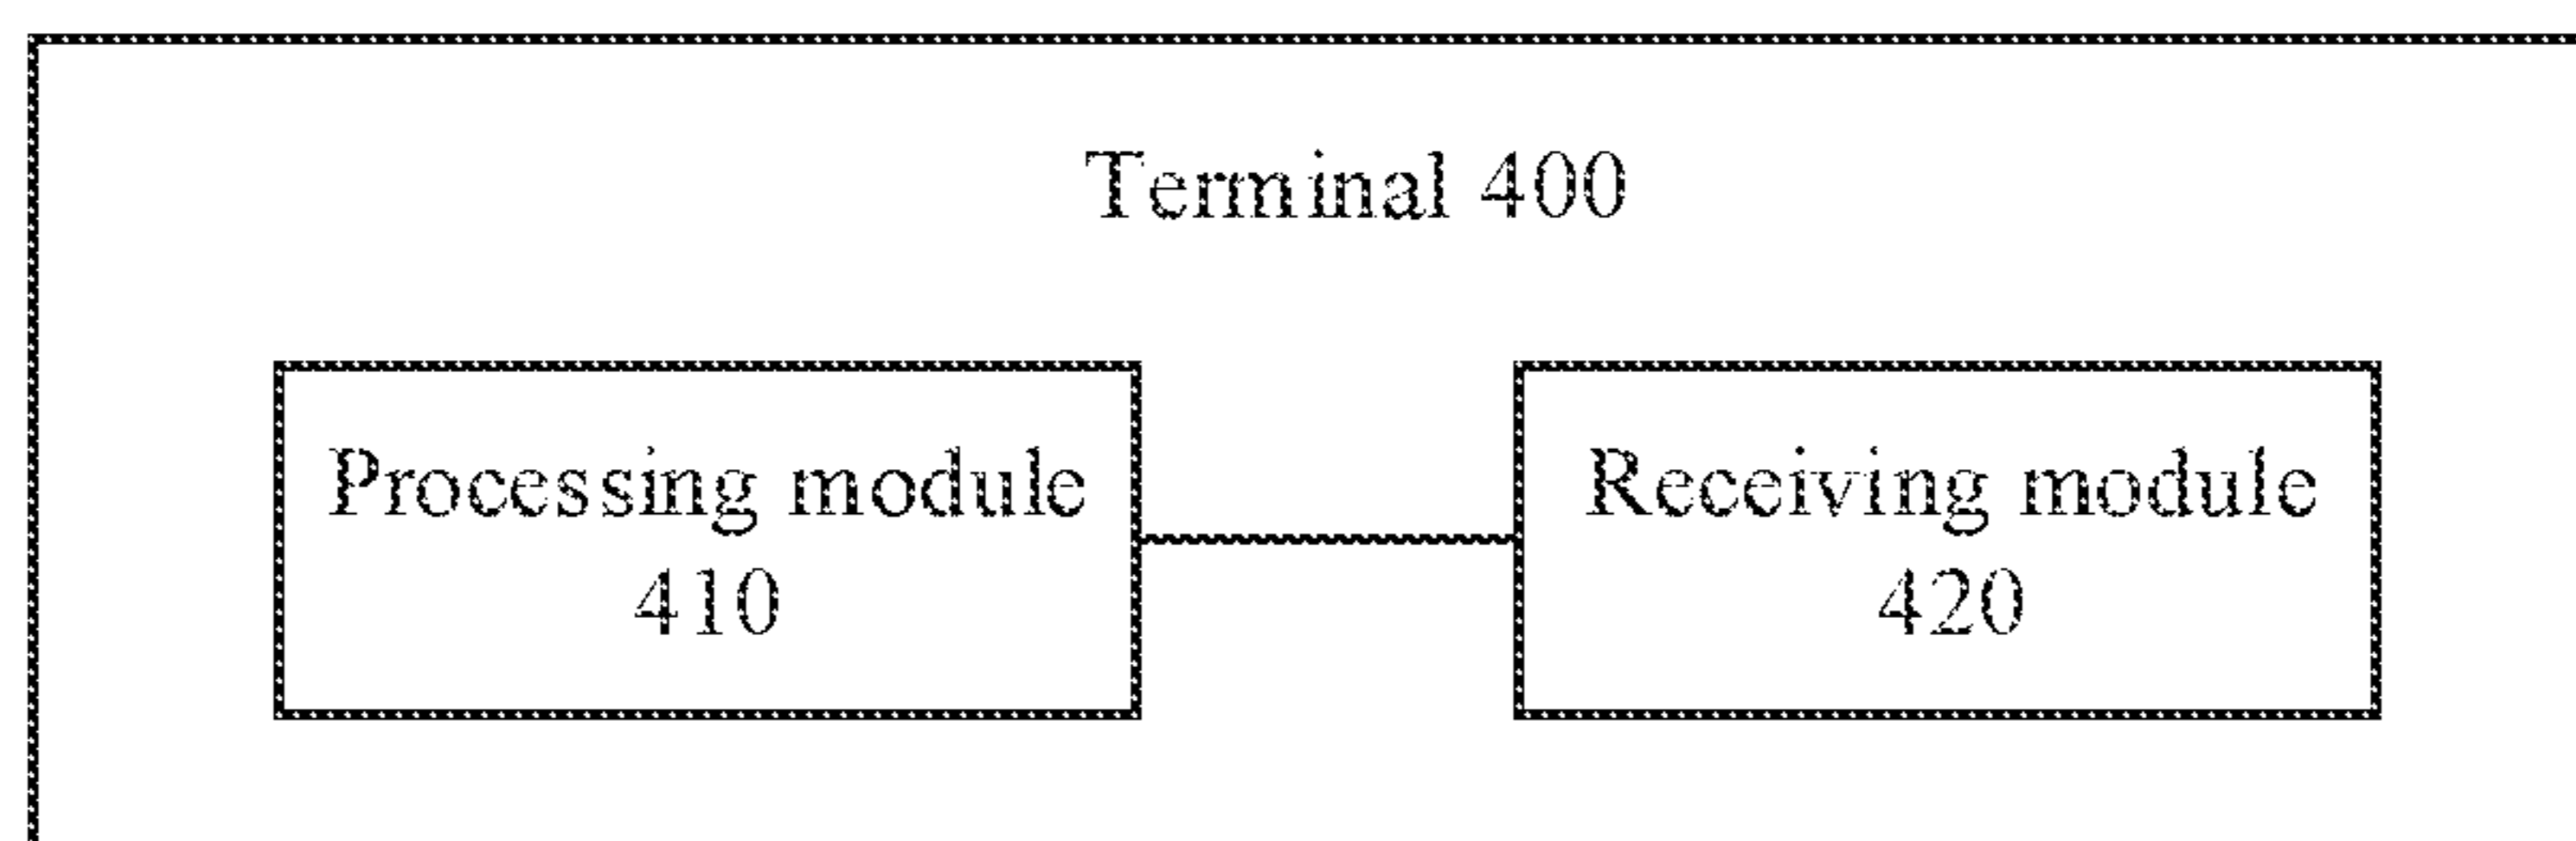 Terminal 400
Processing module
410
Receiving module
420